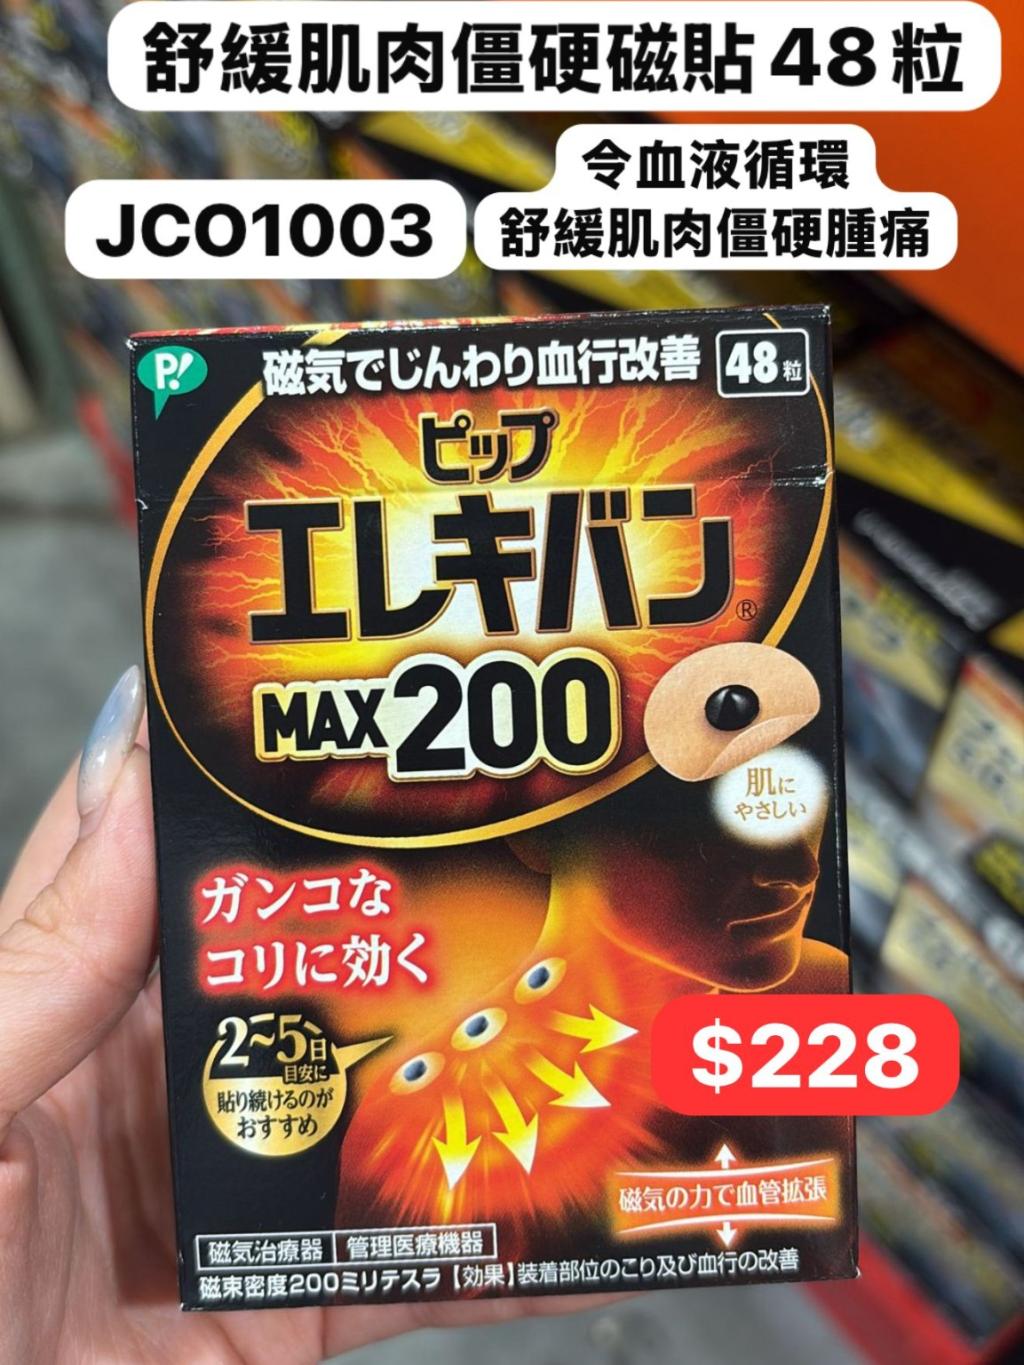 舒緩肌肉僵硬磁貼48粒
令血液循環
舒緩肌肉僵硬腫痛
JCO1003
P!
磁気でじんわり血行改善
48粒
ピップ
エレキバン®
MAX200
肌に
やさしい
ガンコな
コリに効く
2~5日
目安に
貼り続けるのが
おすすめ
$228
磁気の力で血管拡張
磁気治療器 管理医療機器
磁束密度200ミリテスラ【効果】装着部位のこり及び血行の改善